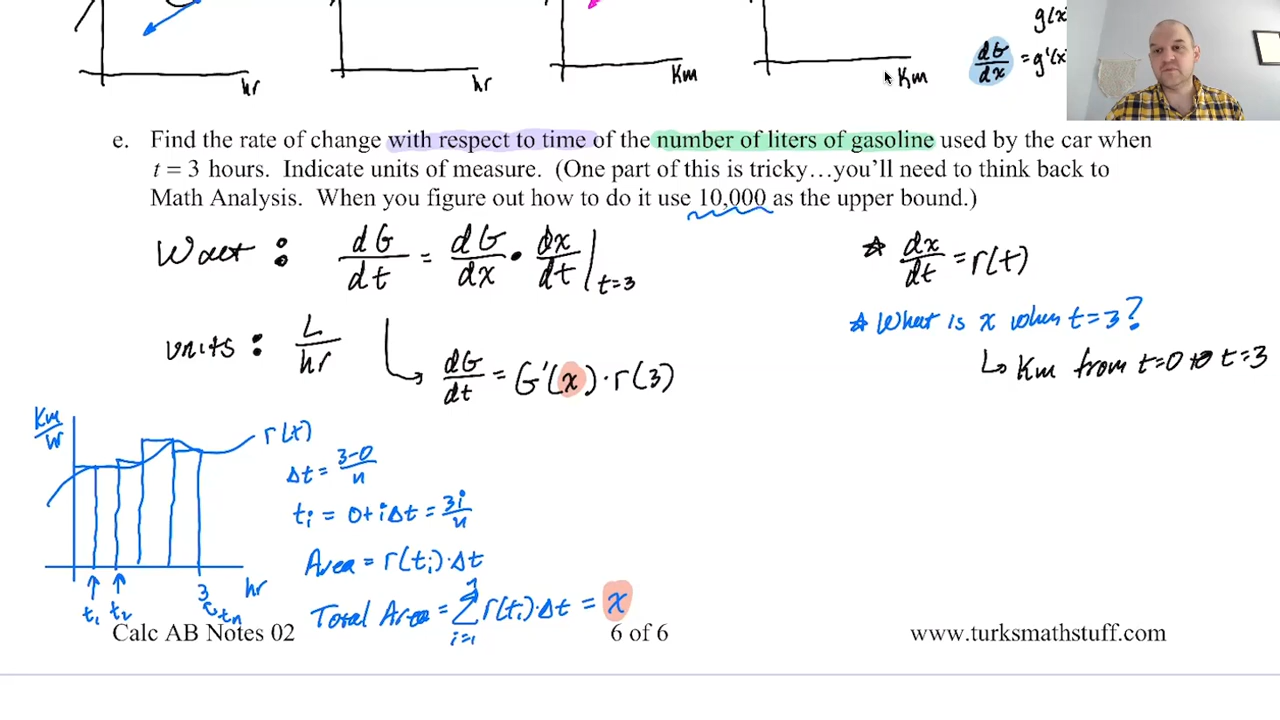 hr
hr
Km
Km
g(x
dG/dx = g'(x
e. Find the rate of change with respect to time of the number of liters of gasoline used by the car when
t = 3 hours. Indicate units of measure. (One part of this is tricky…you'll need to think back to
Math Analysis. When you figure out how to do it use 10,000 as the upper bound.)
Want : dG/dt = dG/dx • dx/dt |t=3
☆ dx/dt = r(t)
☆ What is x when t=3?
↳ Km from t=0 to t=3
units : L/hr
dG/dt = G'(x) · r(3)
Km/hr
r(t)
Δt = 3-0/n
ti = 0+iΔt = 3i/n
Area = r(ti)·Δt
hr
3
t1 t2 tn
Total Area = Σ i=1 r(ti)·Δt = x
Calc AB Notes 02
6 of 6
www.turksmathstuff.com